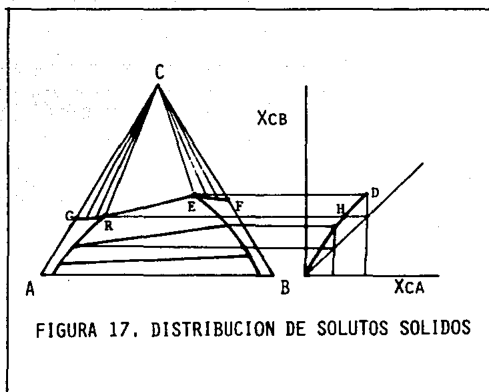 C
XCB
G
R
E
F
D
H
A
B
XCA
FIGURA 17. DISTRIBUCION DE SOLUTOS SOLIDOS